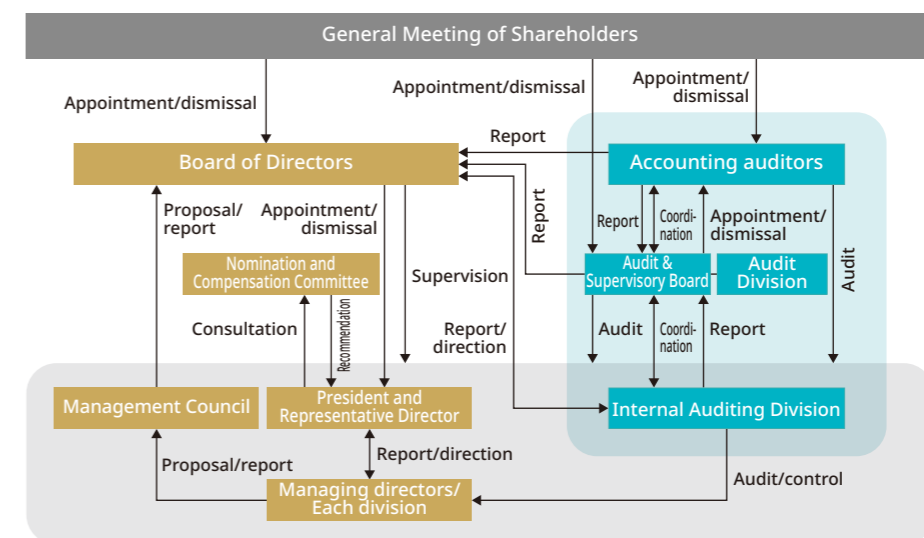 General Meeting of Shareholders
Appointment/dismissal
Appointment/dismissal
Appointment/
dismissal
Report
Board of Directors
Accounting auditors
Proposal/
report
Appointment/
dismissal
Report
Report
Coordi-
nation
Appointment/
dismissal
Audit
Nomination and
Compensation Committee
Supervision
Audit &
Supervisory Board
Audit
Division
Consultation
Recommendation
Report/
direction
Audit
Coordi-
nation
Report
Management Council
President and
Representative Director
Internal Auditing Division
Proposal/report
Report/direction
Audit/control
Managing directors/
Each division